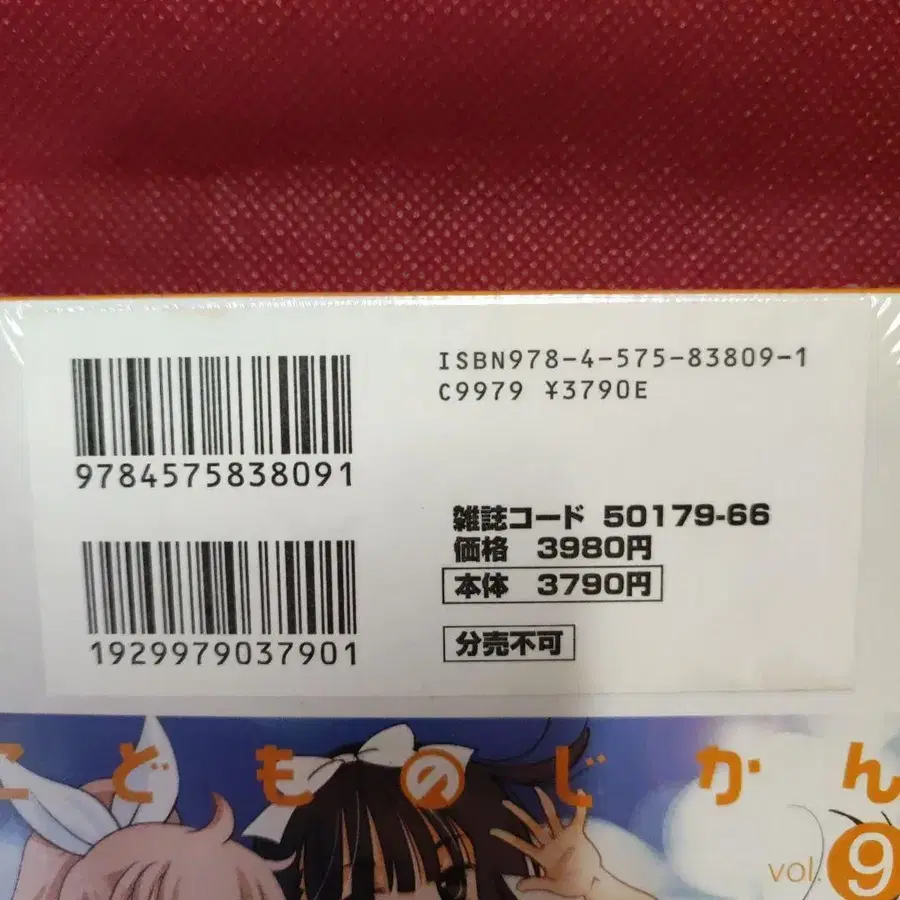 ISBN978-4-575-83809-1
C9979 ¥3790E
9784575838091
雑誌コード 50179-66
価格 3980円
本体 3790円
1929979037901
分売不可
こどものじかん
vol.9